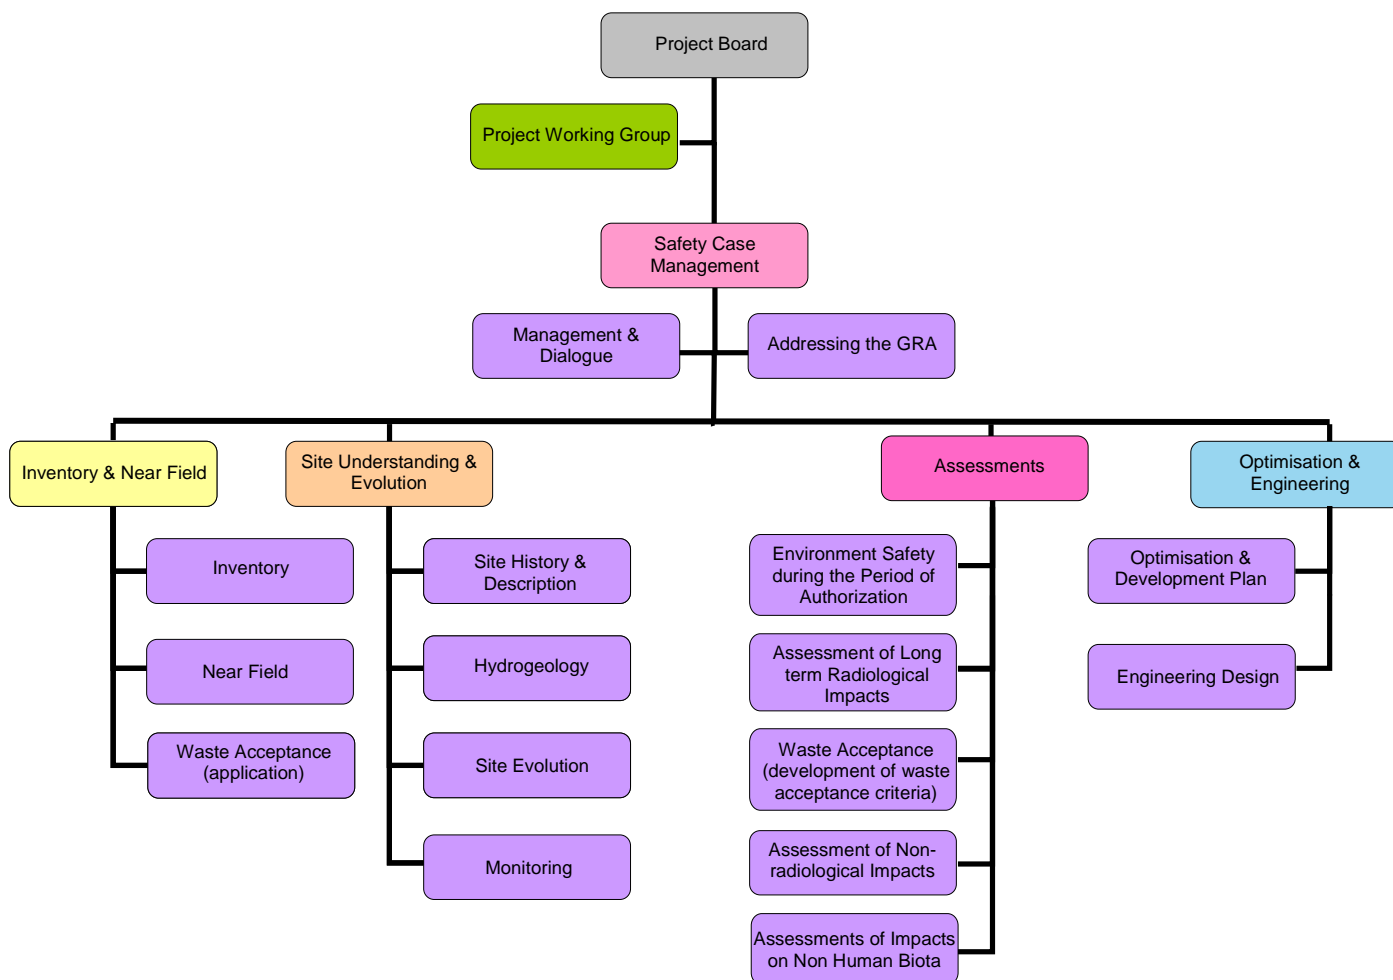 Project Board
Project Working Group
Safety Case
Management
Management &
Dialogue
Addressing the GRA
Inventory & Near Field
Site Understanding &
Evolution
Assessments
Optimisation &
Engineering
Inventory
Near Field
Waste Acceptance
(application)
Site History &
Description
Hydrogeology
Site Evolution
Monitoring
Environment Safety
during the Period of
Authorization
Assessment of Long
term Radiological
Impacts
Waste Acceptance
(development of waste
acceptance criteria)
Assessment of Non-
radiological Impacts
Assessments of Impacts
on Non Human Biota
Optimisation &
Development Plan
Engineering Design